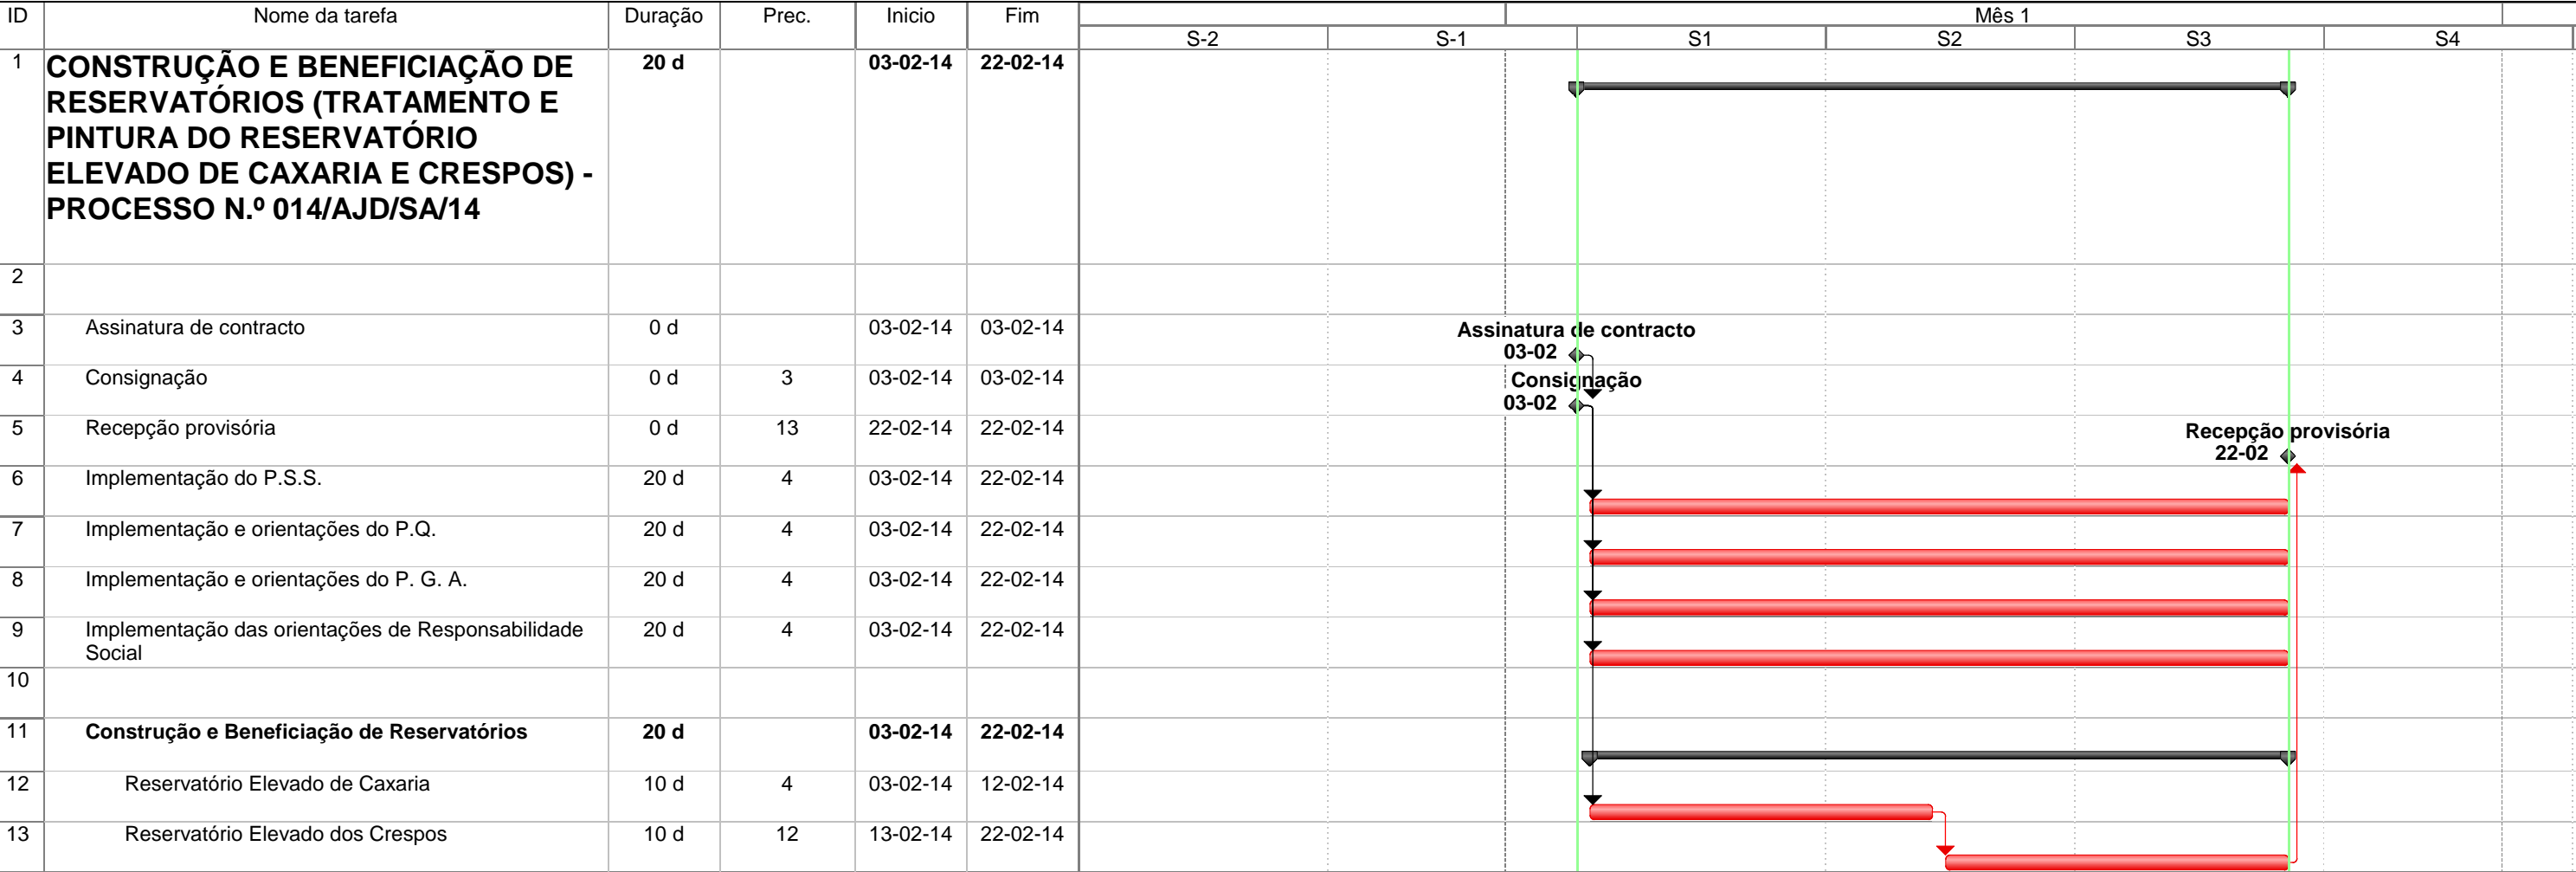 ID Nome da tarefa Duração Prec. Inicio Fim Mês 1
S-2 S-1 S1 S2 S3 S4
1 CONSTRUÇÃO E BENEFICIAÇÃO DE 20 d 03-02-14 22-02-14
RESERVATÓRIOS (TRATAMENTO E
PINTURA DO RESERVATÓRIO
ELEVADO DE CAXARIA E CRESPOS) -
PROCESSO N.º 014/AJD/SA/14
2
3 Assinatura de contracto 0 d 03-02-14 03-02-14 Assinatura de contracto
03-02
4 Consignação 0 d 3 03-02-14 03-02-14 Consignação
03-02
5 Recepção provisória 0 d 13 22-02-14 22-02-14 Recepção provisória
22-02
6 Implementação do P.S.S. 20 d 4 03-02-14 22-02-14
7 Implementação e orientações do P.Q. 20 d 4 03-02-14 22-02-14
8 Implementação e orientações do P. G. A. 20 d 4 03-02-14 22-02-14
9 Implementação das orientações de Responsabilidade 20 d 4 03-02-14 22-02-14
Social
10
11 Construção e Beneficiação de Reservatórios 20 d 03-02-14 22-02-14
12 Reservatório Elevado de Caxaria 10 d 4 03-02-14 12-02-14
13 Reservatório Elevado dos Crespos 10 d 12 13-02-14 22-02-14